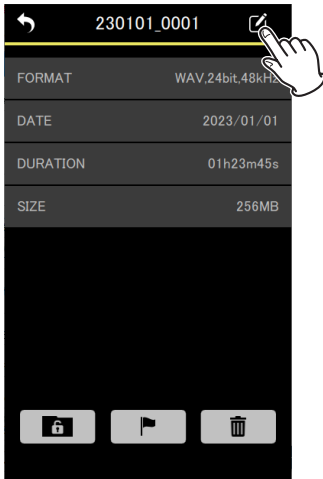 230101_0001
FORMAT WAV,24bit,48kHz
DATE 2023/01/01
DURATION 01h23m45s
SIZE 256MB